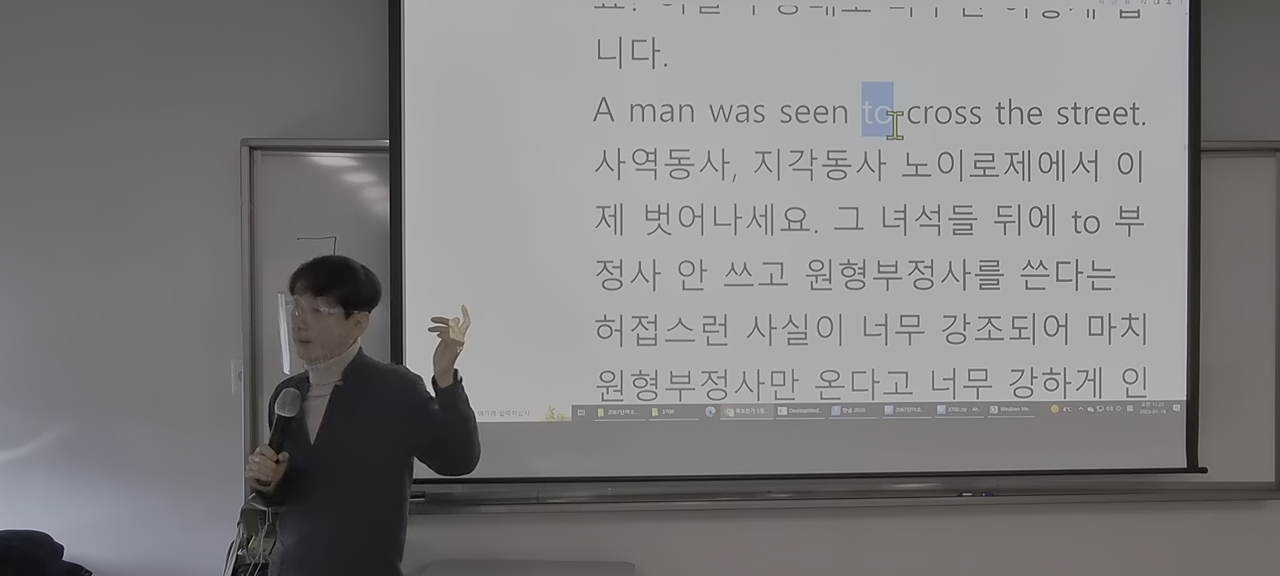 니다.
A man was seen to cross the street.
사역동사, 지각동사 노이로제에서 이
제 벗어나세요. 그 녀석들 뒤에 to 부
정사 안 쓰고 원형부정사를 쓴다는
허접스런 사실이 너무 강조되어 마치
원형부정사만 온다고 너무 강하게 인
3700 4℃